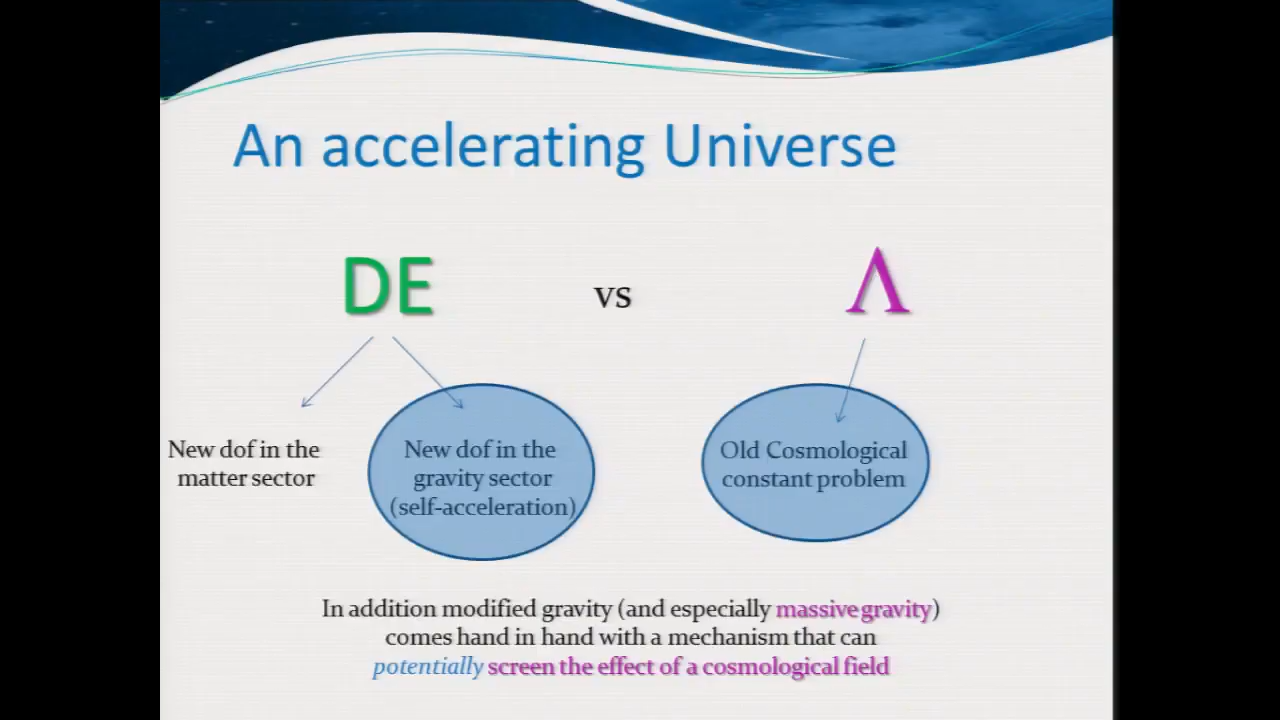 An accelerating Universe
DE vs Λ
New dof in the
matter sector
New dof in the
gravity sector
(self-acceleration)
Old Cosmological
constant problem
In addition modified gravity (and especially massive gravity)
comes hand in hand with a mechanism that can
potentially screen the effect of a cosmological field